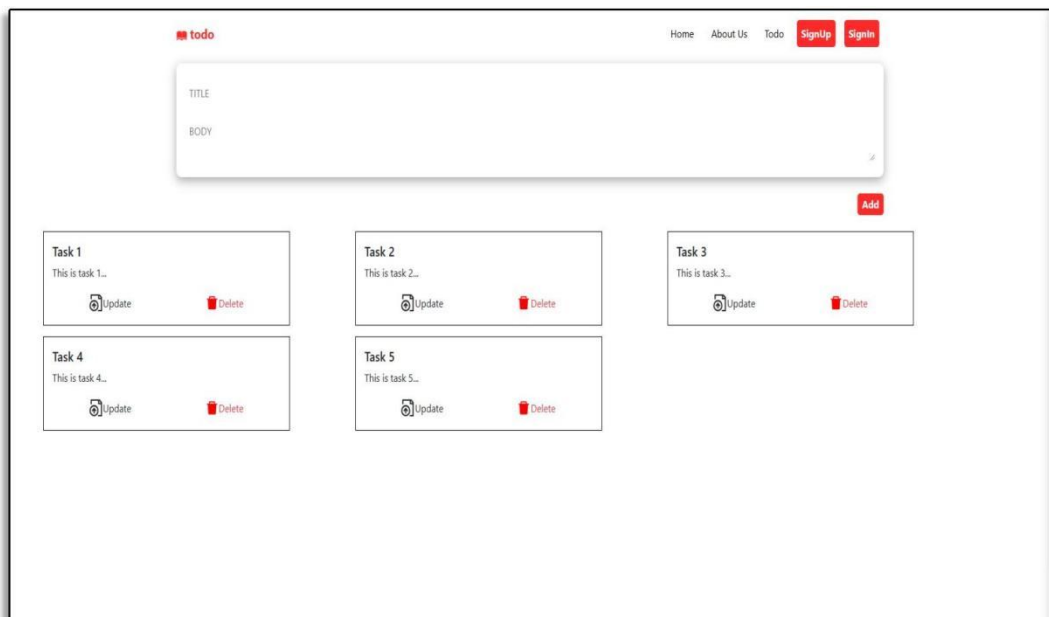 todo Home About Us Todo SignUp SignIn
TITLE
BODY
Add
Task 1 Task 2 Task 3
This is task 1... This is task 2... This is task 3...
Update Delete Update Delete Update Delete
Task 4 Task 5
This is task 4... This is task 5...
Update Delete Update Delete